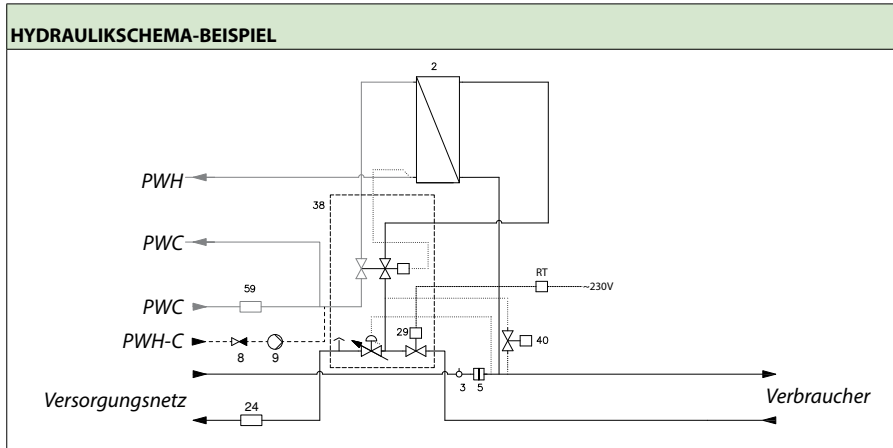 HYDRAULIKSCHEMA-BEISPIEL
2
PWH
38
PWC
RT
~230V
59
PWC
29
40
PWH-C
8
9
3
5
Versorgungsnetz
24
Verbraucher